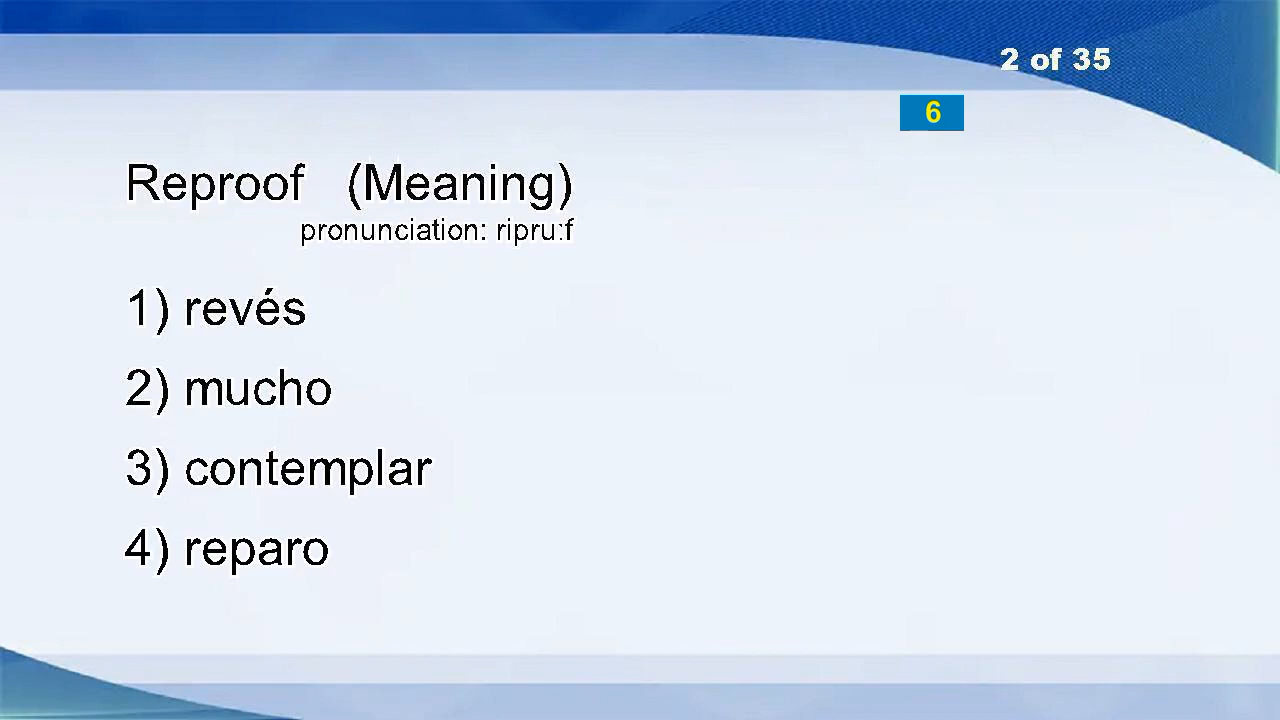 2 of 35
6
Reproof (Meaning)
pronunciation: ripru:f
1) revés
2) mucho
3) contemplar
4) reparo